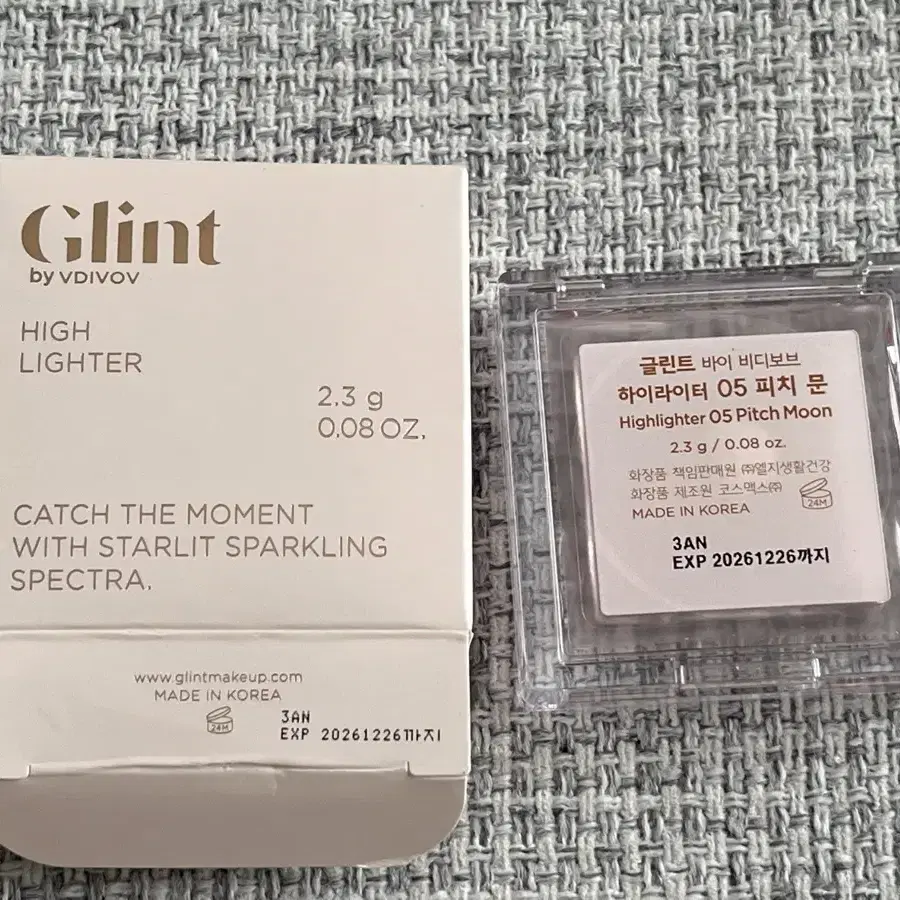 Glint
by VDIVOV
HIGH
LIGHTER
2.3 g
0.08 OZ.
CATCH THE MOMENT
WITH STARLIT SPARKLING
SPECTRA.
www.glintmakeup.com
MADE IN KOREA
24M
3AN
EXP 20261226까지
글린트 바이 비디보브
하이라이터 05 피치 문
Highlighter 05 Pitch Moon
2.3 g / 0.08 oz.
화장품 책임판매원 ㈜엘지생활건강
화장품 제조원 코스맥스㈜
24M
MADE IN KOREA
3AN
EXP 20261226까지